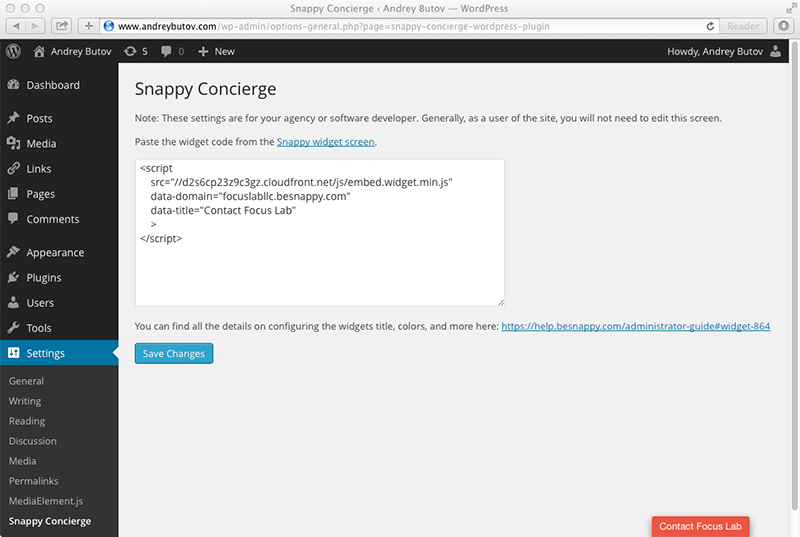 Snappy Concierge ‹ Andrey Butov — WordPress
www.andreybutov.com/wp-admin/options-general.php?page=snappy-concierge-wordpress-plugin
Reader
Andrey Butov 5 0 + New Howdy, Andrey Butov
Dashboard
Posts
Media
Links
Pages
Comments
Appearance
Plugins
Users
Tools
Settings
General
Writing
Reading
Discussion
Media
Permalinks
MediaElement.js
Snappy Concierge
Snappy Concierge
Note: These settings are for your agency or software developer. Generally, as a user of the site, you will not need to edit this screen.
Paste the widget code from the Snappy widget screen.
<script
src="//d2s6cp23z9c3gz.cloudfront.net/js/embed.widget.min.js"
data-domain="focuslabllc.besnappy.com"
data-title="Contact Focus Lab"
>
</script>
You can find all the details on configuring the widgets title, colors, and more here: https://help.besnappy.com/administrator-guide#widget-864
Save Changes
Contact Focus Lab